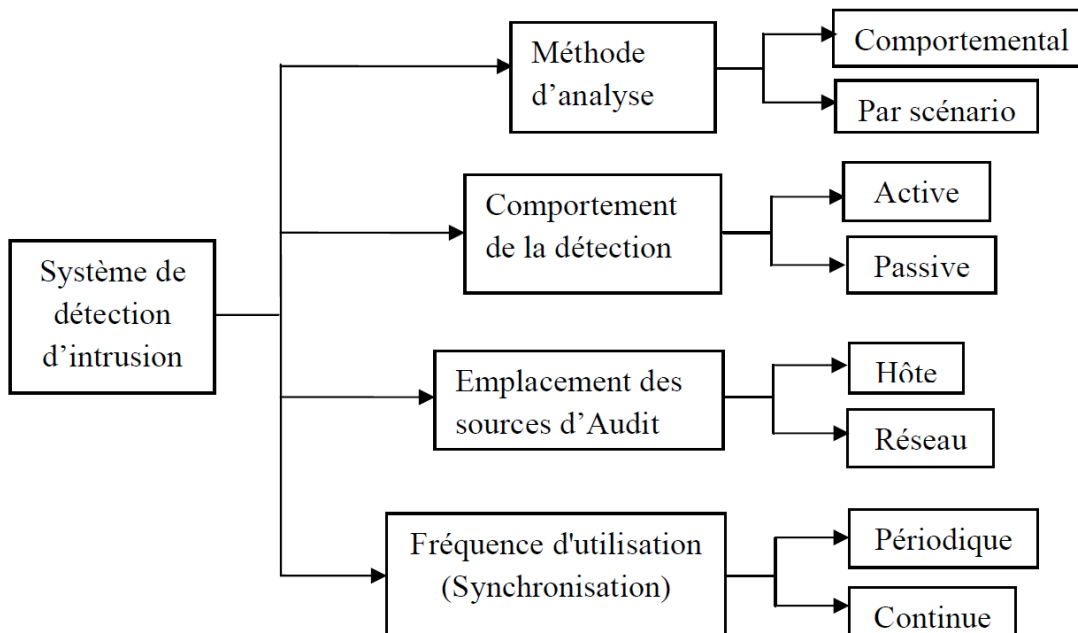 Système de
détection
d’intrusion
Méthode
d’analyse
Comportemental
Par scénario
Comportement
de la détection
Active
Passive
Emplacement des
sources d’Audit
Hôte
Réseau
Fréquence d'utilisation
(Synchronisation)
Périodique
Continue